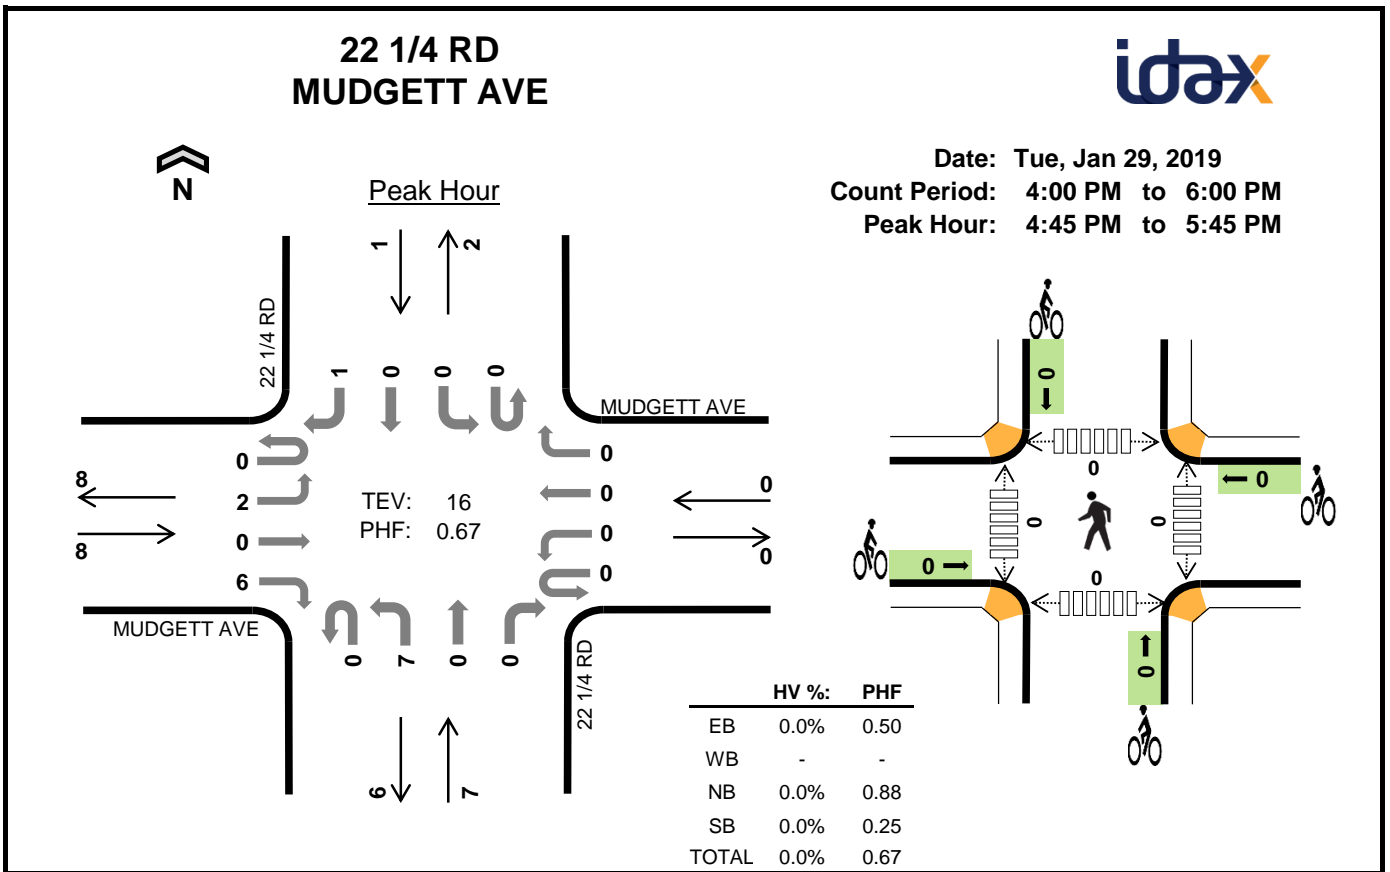 22 1/4 RD
MUDGETT AVE
idax
N
Peak Hour
Date: Tue, Jan 29, 2019
Count Period: 4:00 PM to 6:00 PM
Peak Hour: 4:45 PM to 5:45 PM
1 2
22 1/4 RD
1 0 0 0
MUDGETT AVE
0
2
0
6
8
8
TEV: 16
PHF: 0.67
0
0
0
0
0
0
MUDGETT AVE
0 7 0 0
22 1/4 RD
6 7
0
0
0
0
0
0
0
0
HV %: PHF
EB 0.0% 0.50
WB - -
NB 0.0% 0.88
SB 0.0% 0.25
TOTAL 0.0% 0.67